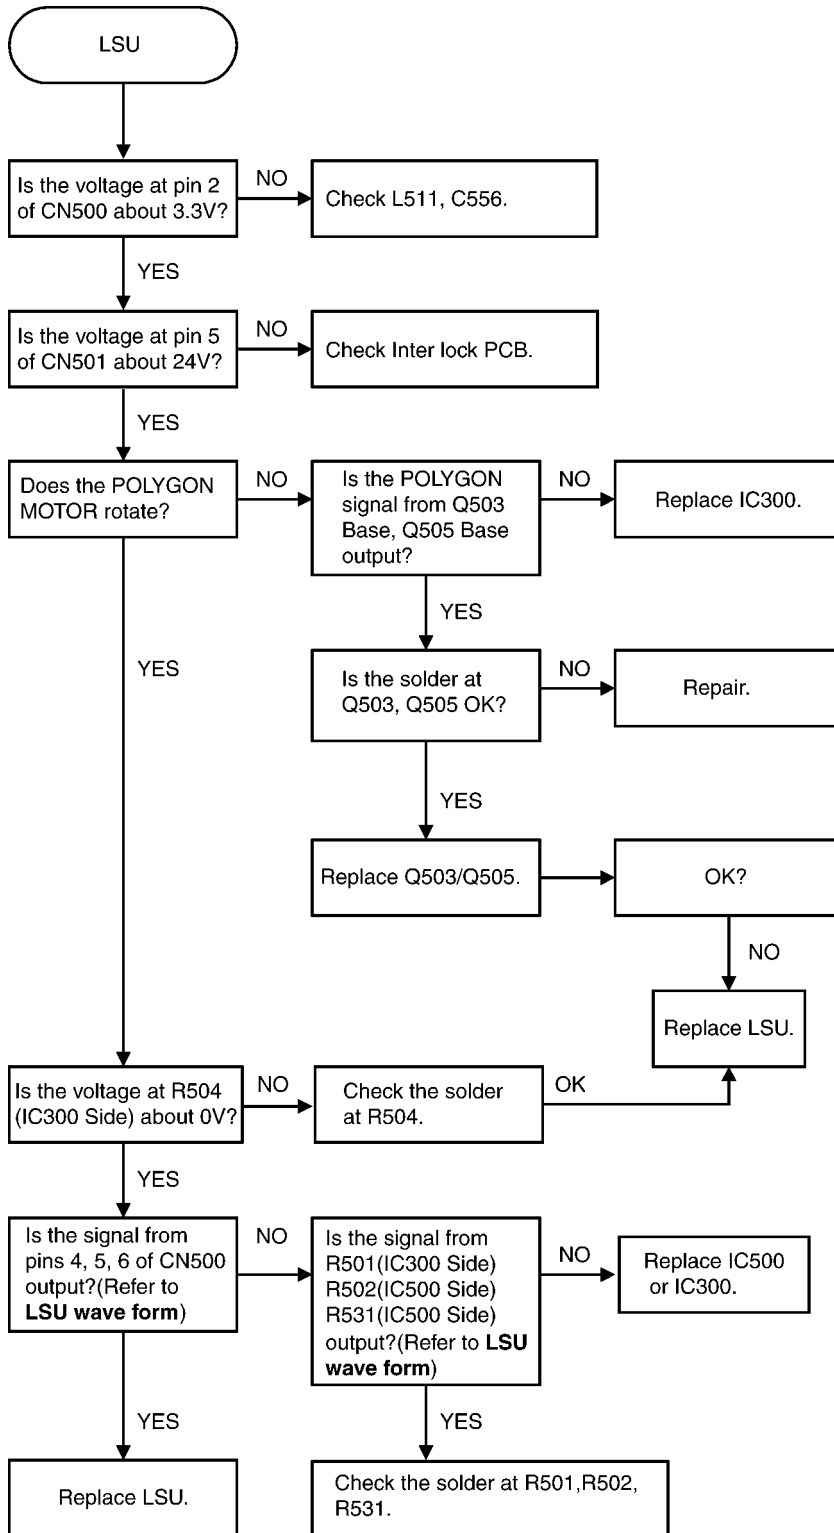 LSU
Is the voltage at pin 2
of CN500 about 3.3V?
NO
Check L511, C556.
YES
Is the voltage at pin 5
of CN501 about 24V?
NO
Check Inter lock PCB.
YES
Does the POLYGON
MOTOR rotate?
NO
Is the POLYGON
signal from Q503
Base, Q505 Base
output?
NO
Replace IC300.
YES
YES
Is the solder at
Q503, Q505 OK?
NO
Repair.
YES
Replace Q503/Q505.
OK?
NO
Replace LSU.
Is the voltage at R504
(IC300 Side) about 0V?
NO
Check the solder
at R504.
OK
YES
Is the signal from
pins 4, 5, 6 of CN500
output?(Refer to
LSU wave form)
NO
Is the signal from
R501(IC300 Side)
R502(IC500 Side)
R531(IC500 Side)
output?(Refer to LSU
wave form)
NO
Replace IC500
or IC300.
YES
YES
Replace LSU.
Check the solder at R501,R502,
R531.